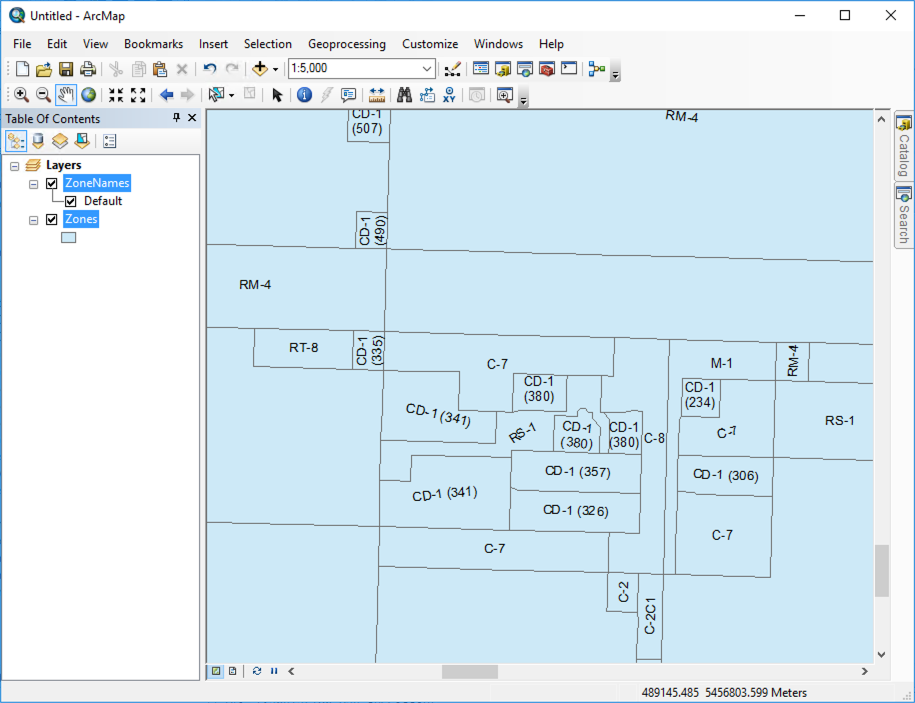 Untitled - ArcMap
File Edit View Bookmarks Insert Selection Geoprocessing Customize Windows Help
1:5,000
XY
Table Of Contents
Layers
ZoneNames
Default
Zones
Catalog
Search
CD-1
(507)
RM-4
CD-1
(490)
RM-4
RT-8
CD-1
(335)
C-7
M-1
RM-4
CD-1
(380)
CD-1
(234)
CD-1 (341)
RS-1
CD-1
(380)
CD-1
(380)
C-8
C-7
RS-1
CD-1 (357)
CD-1 (306)
CD-1 (341)
CD-1 (326)
C-7
C-7
C-2
C-2C1
489145.485 5456803.599 Meters